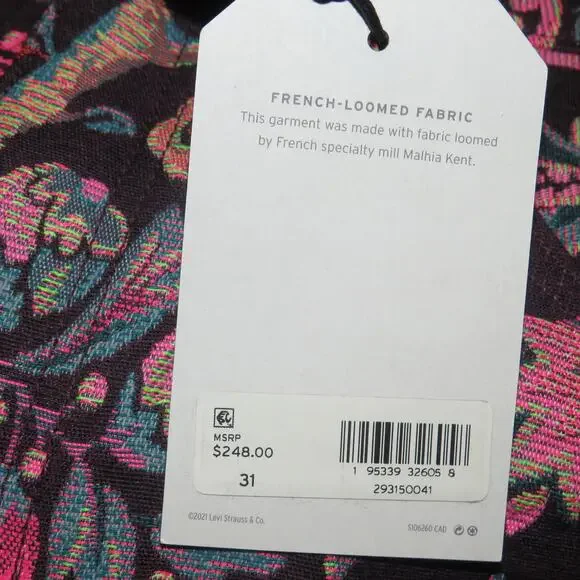 FRENCH-LOOMED FABRIC
This garment was made with fabric loomed
by French specialty mill Malhia Kent.
MSRP
$248.00
31
1 95339 32605 8
293150041
©2021 Levi Strauss & Co.
S106260 CAD